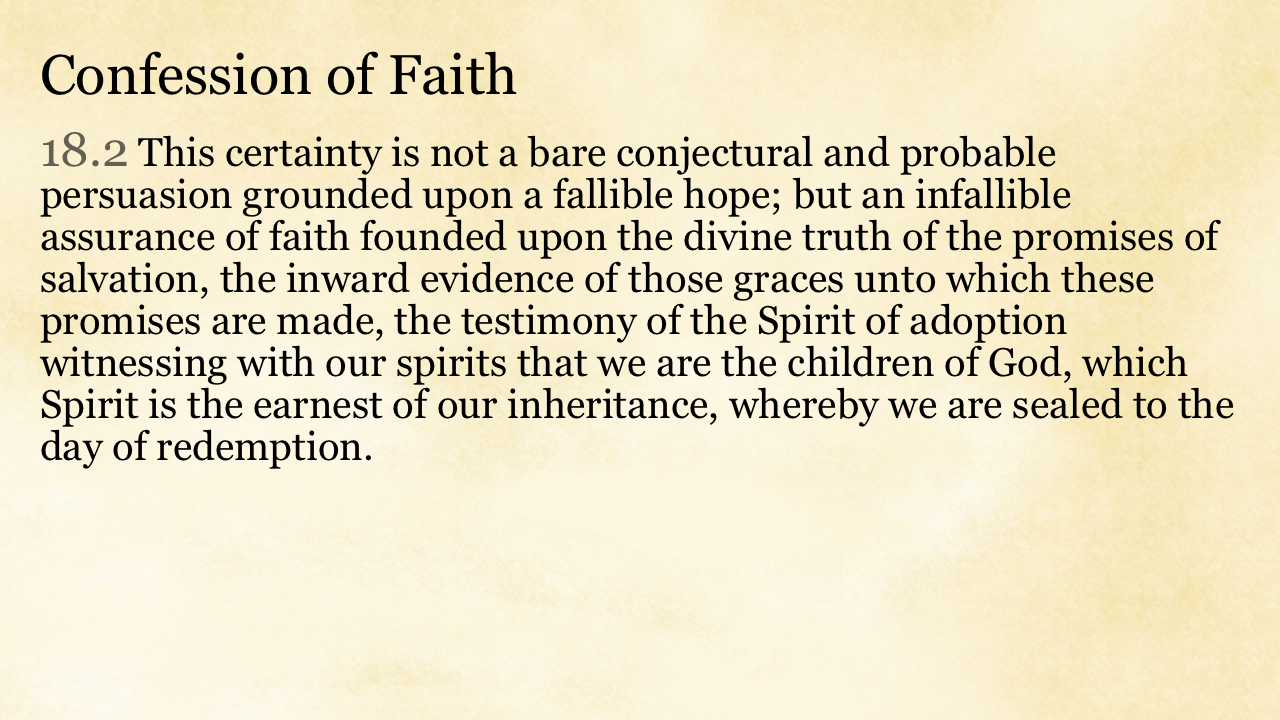 Confession of Faith
18.2 This certainty is not a bare conjectural and probable
persuasion grounded upon a fallible hope; but an infallible
assurance of faith founded upon the divine truth of the promises of
salvation, the inward evidence of those graces unto which these
promises are made, the testimony of the Spirit of adoption
witnessing with our spirits that we are the children of God, which
Spirit is the earnest of our inheritance, whereby we are sealed to the
day of redemption.